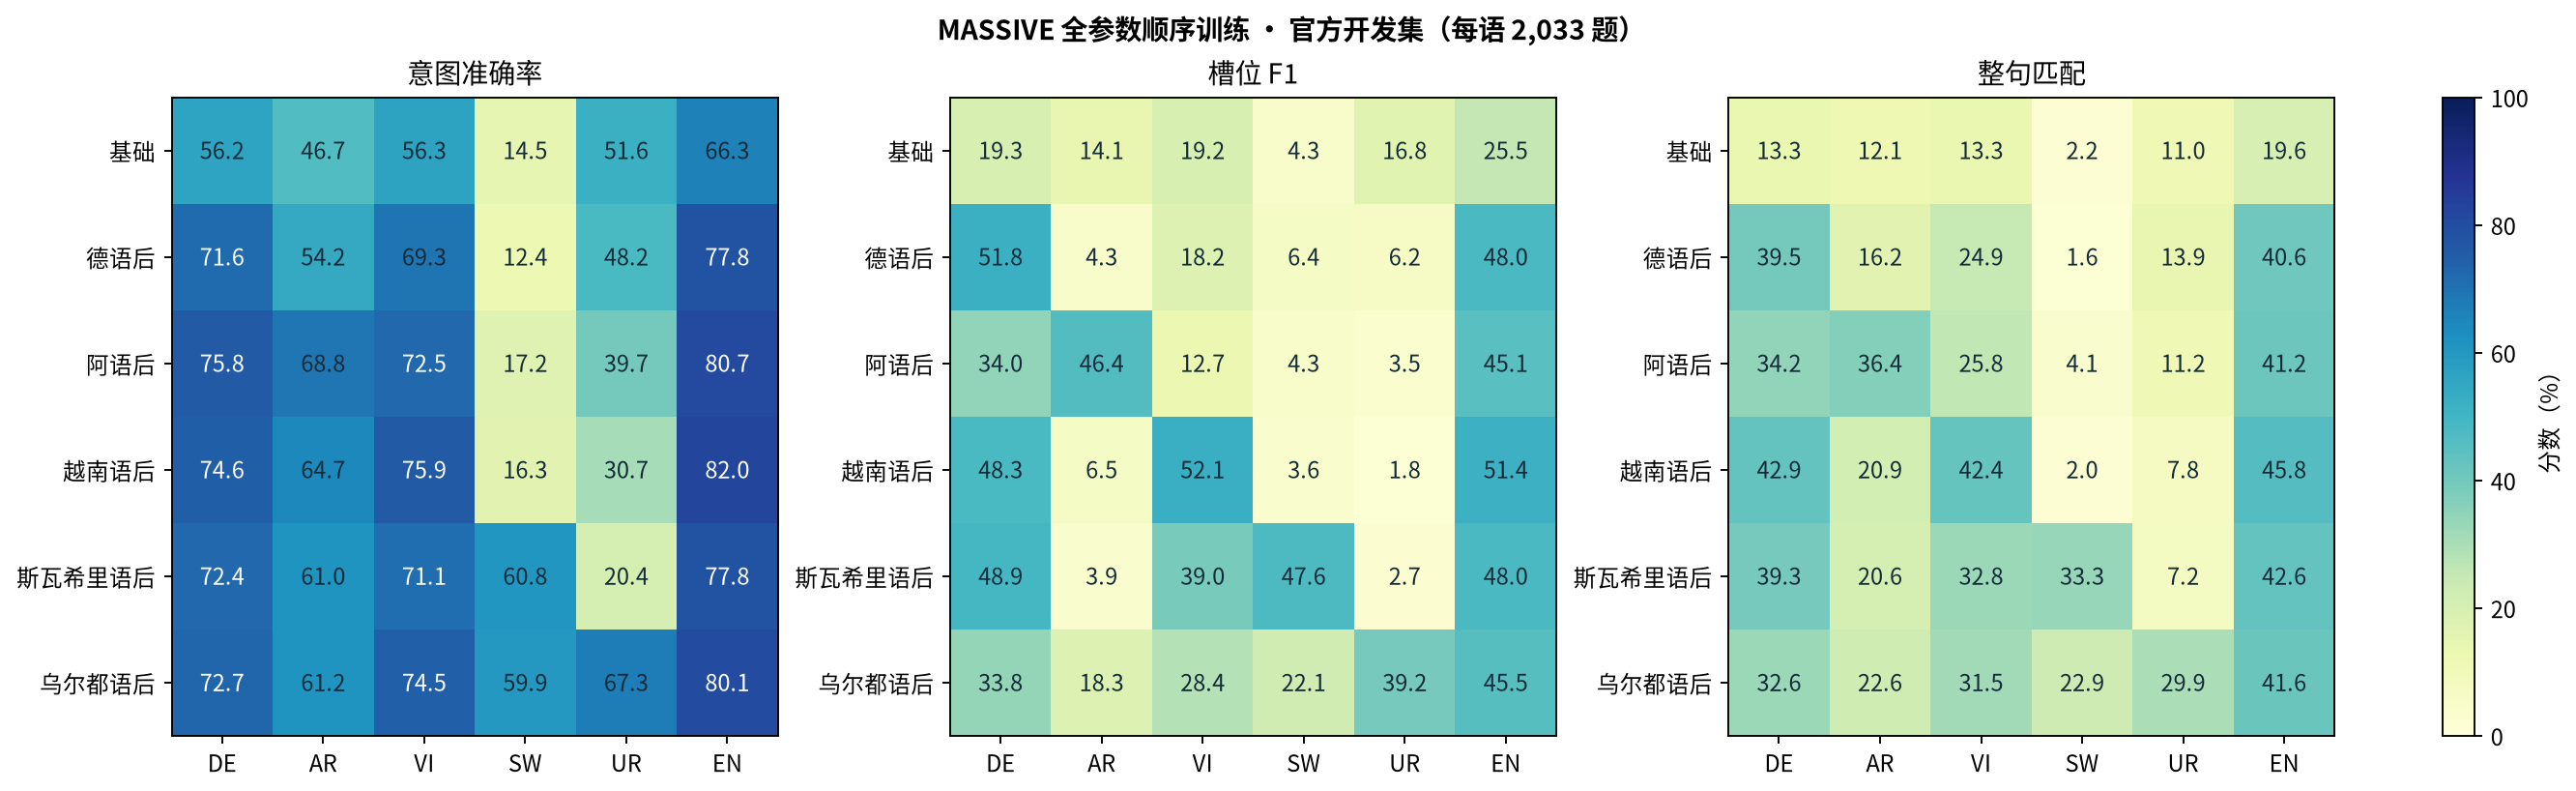 MASSIVE 全参数顺序训练 · 官方开发集（每语 2,033 题）
意图准确率
基础 56.2 46.7 56.3 14.5 51.6 66.3
德语后 71.6 54.2 69.3 12.4 48.2 77.8
阿语后 75.8 68.8 72.5 17.2 39.7 80.7
越南语后 74.6 64.7 75.9 16.3 30.7 82.0
斯瓦希里语后 72.4 61.0 71.1 60.8 20.4 77.8
乌尔都语后 72.7 61.2 74.5 59.9 67.3 80.1
DE AR VI SW UR EN
槽位 F1
基础 19.3 14.1 19.2 4.3 16.8 25.5
德语后 51.8 4.3 18.2 6.4 6.2 48.0
阿语后 34.0 46.4 12.7 4.3 3.5 45.1
越南语后 48.3 6.5 52.1 3.6 1.8 51.4
斯瓦希里语后 48.9 3.9 39.0 47.6 2.7 48.0
乌尔都语后 33.8 18.3 28.4 22.1 39.2 45.5
DE AR VI SW UR EN
整句匹配
基础 13.3 12.1 13.3 2.2 11.0 19.6
德语后 39.5 16.2 24.9 1.6 13.9 40.6
阿语后 34.2 36.4 25.8 4.1 11.2 41.2
越南语后 42.9 20.9 42.4 2.0 7.8 45.8
斯瓦希里语后 39.3 20.6 32.8 33.3 7.2 42.6
乌尔都语后 32.6 22.6 31.5 22.9 29.9 41.6
DE AR VI SW UR EN
100
80
60
40
20
0
分数（%）